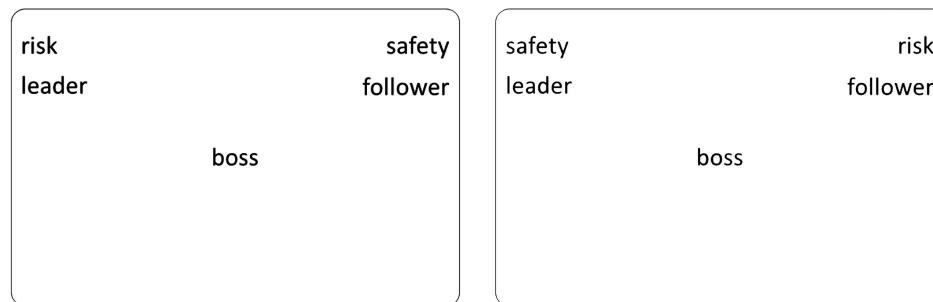 risk safety
leader follower
boss
safety risk
leader follower
boss